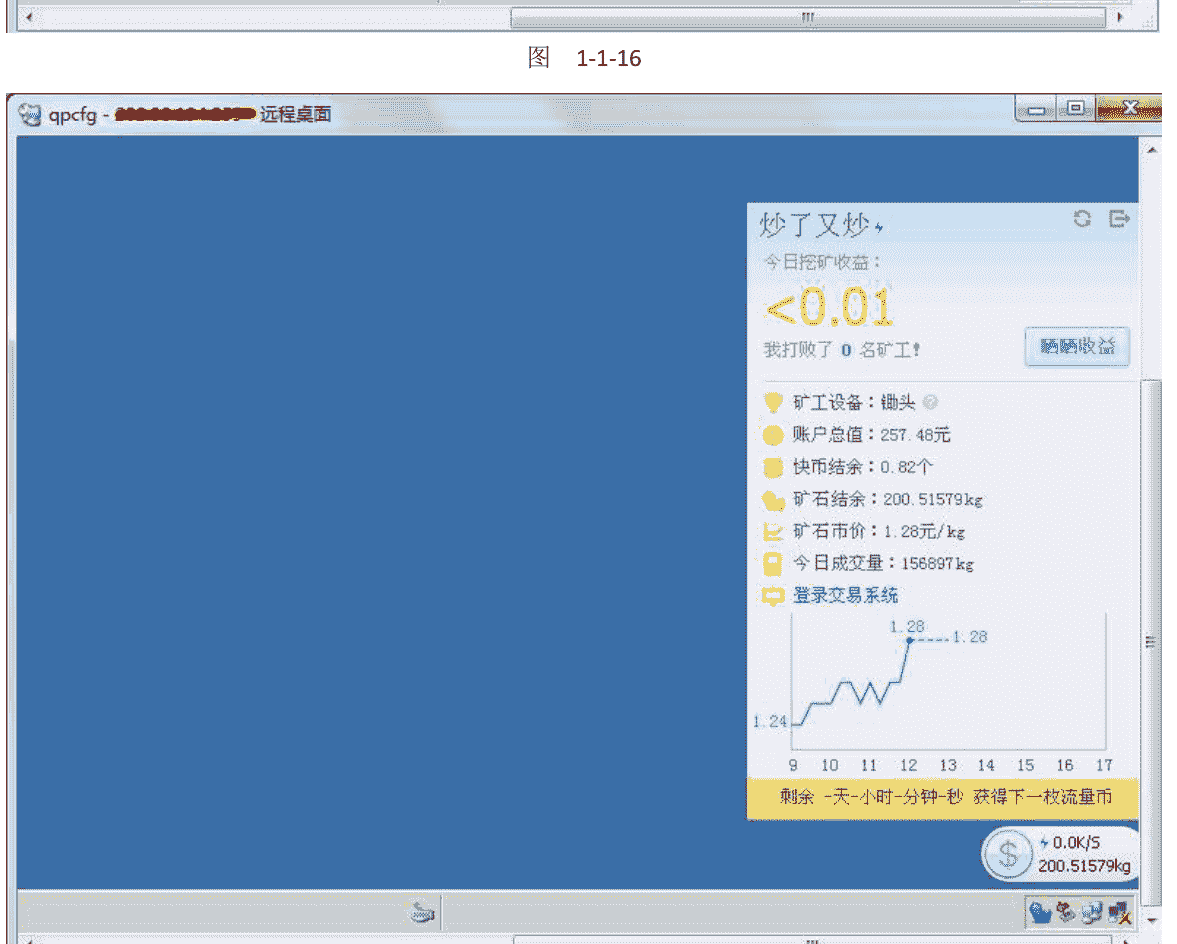 图 1-1-16
qpcfg - 远程桌面
炒了又炒
今日挖矿收益:
<0.01
我打败了 0 名矿工!
晒晒收益
矿工设备:锄头 ?
账户总值:257.48元
快币结余:0.82个
矿石结余:200.51579kg
矿石市价:1.28元/kg
今日成交量:156897kg
登录交易系统
1.28
1.28
1.24
9 10 11 12 13 14 15 16 17
剩余 -天-小时-分钟-秒 获得下一枚流量币
$
0.0K/S
200.51579kg